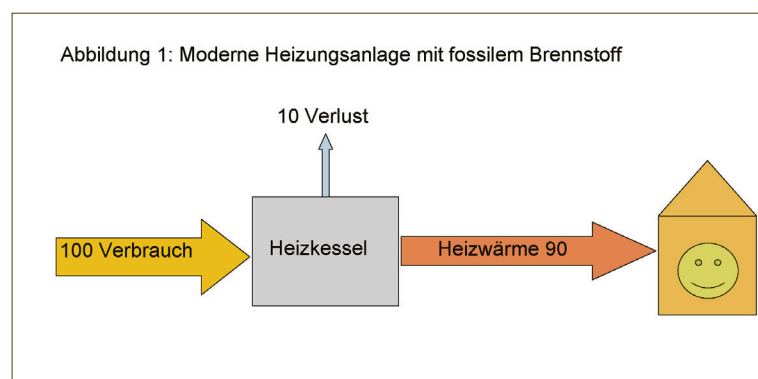 Abbildung 1: Moderne Heizungsanlage mit fossilem Brennstoff
10 Verlust
100 Verbrauch
Heizkessel
Heizwärme 90